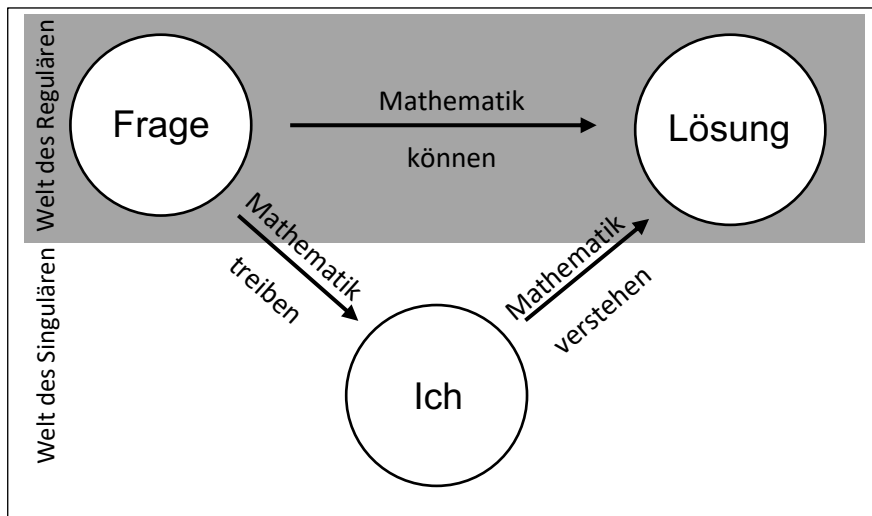 Welt des Regulären
Frage
Mathematik
können
Lösung
Mathematik
treiben
Mathematik
verstehen
Welt des Singulären
Ich